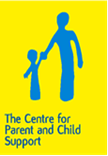 The Centre for
Parent and Child
Support